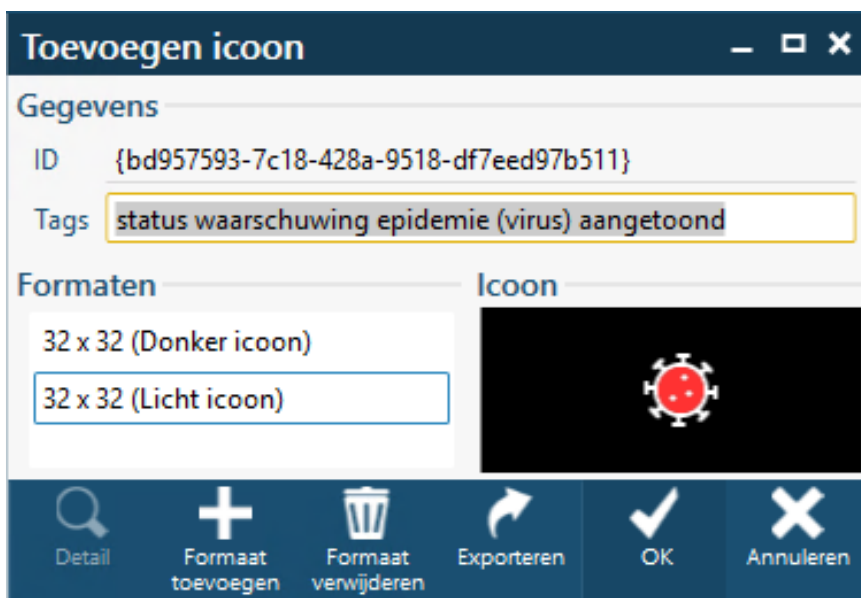 Toevoegen icoon
Gegevens
ID {bd957593-7c18-428a-9518-df7eed97b511}
Tags status waarschuwing epidemie (virus) aangetoond
Formaten
32 x 32 (Donker icoon)
32 x 32 (Licht icoon)
Icoon
Detail
Formaat
toevoegen
Formaat
verwijderen
Exporteren
OK
Annuleren